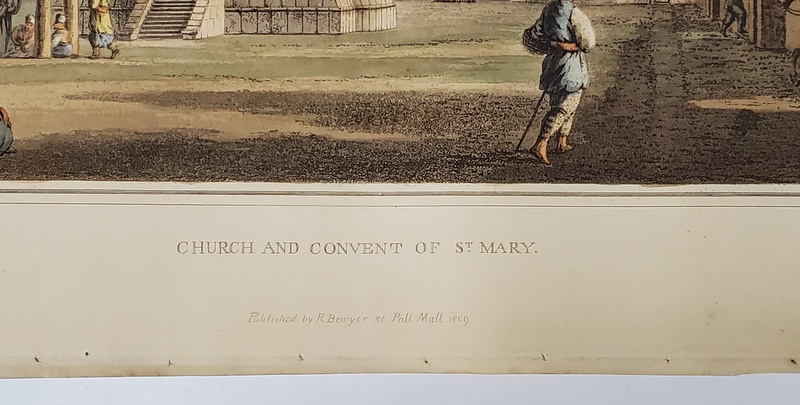 CHURCH AND CONVENT OF ST MARY.
Published by R Bowyer 80 Pall Mall 1809